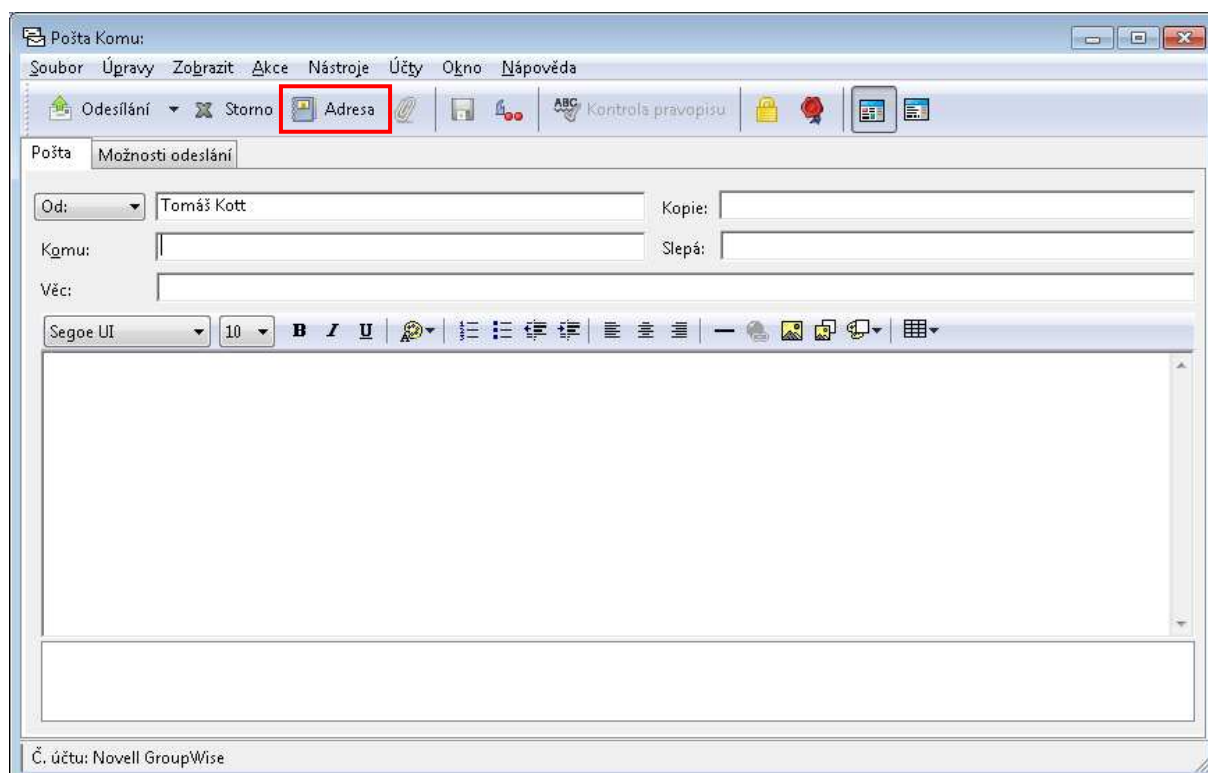 Pošta Komu:
Soubor Úpravy Zobrazit Akce Nástroje Účty Okno Nápověda
Odesílání Storno Adresa ABC Kontrola pravopisu
Pošta Možnosti odeslání
Od: Tomáš Kott Kopie:
Komu: Slepá:
Věc:
Segoe UI 10 B I U
Č. účtu: Novell GroupWise